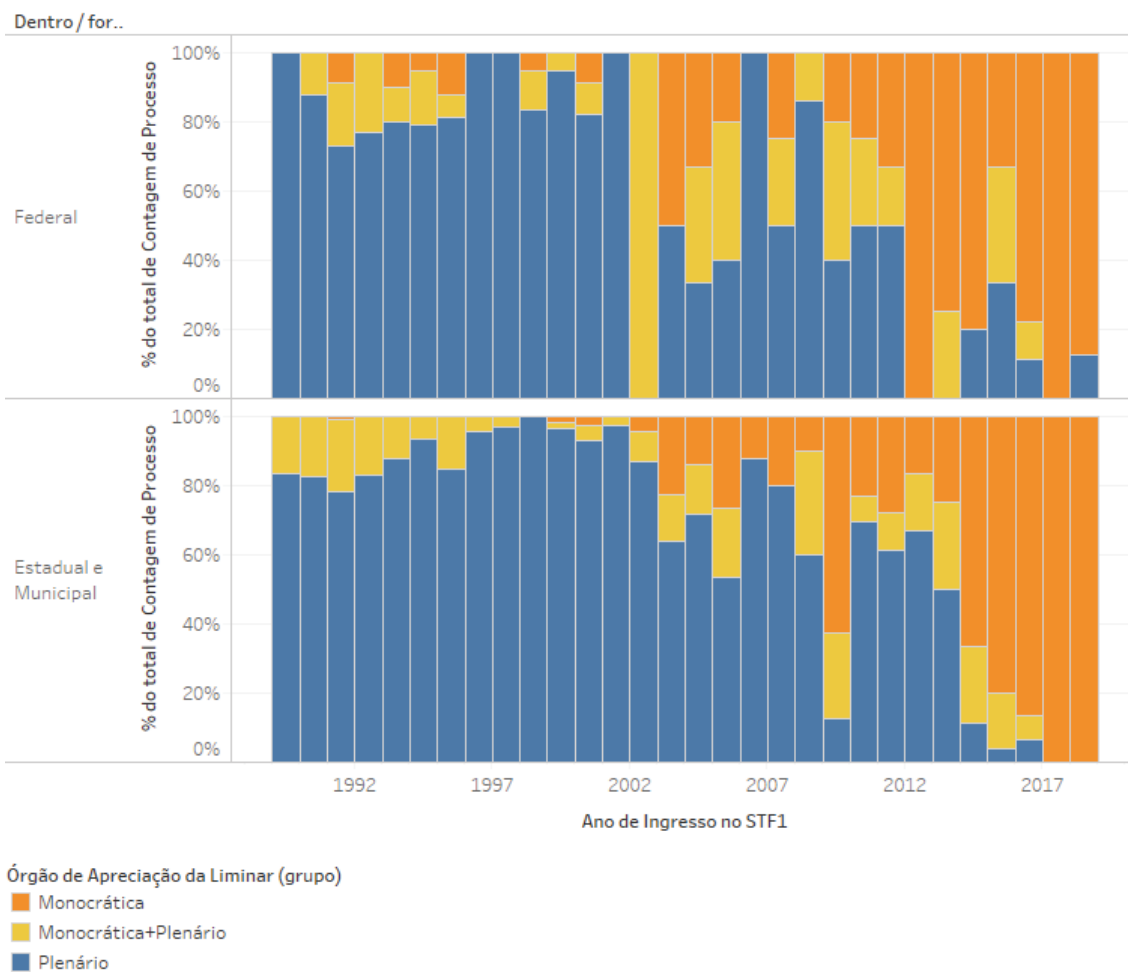 Dentro / for..
100%
80%
60%
40%
20%
0%
% do total de Contagem de Processo
Federal
100%
80%
60%
40%
20%
0%
% do total de Contagem de Processo
Estadual e
Municipal
1992 1997 2002 2007 2012 2017
Ano de Ingresso no STF1
Órgão de Apreciação da Liminar (grupo)
Monocrática
Monocrática+Plenário
Plenário